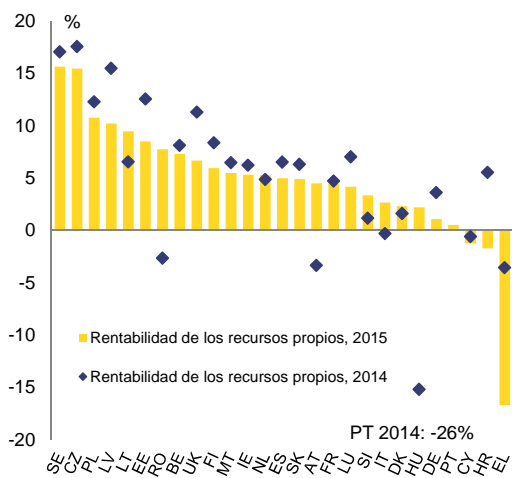 %
20
15
10
5
0
-5
-10
-15
-20
Rentabilidad de los recursos propios, 2015
Rentabilidad de los recursos propios, 2014
PT 2014: -26%
SE CZ PL LV LT EE RO BE UK FI MT IE NL ES SK AT FR LU SI IT DK HU DE PT CY HR EL